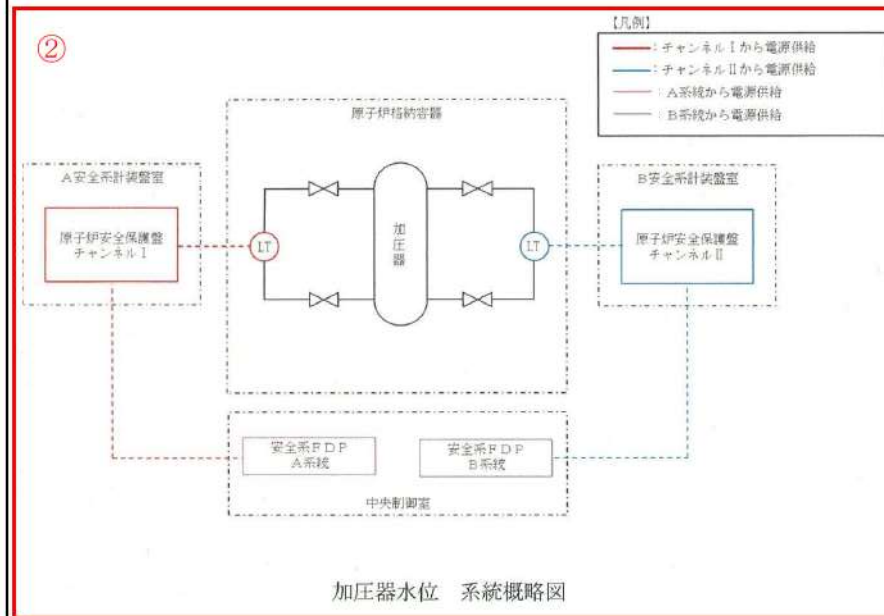 ②
【凡例】
:チャンネルⅠから電源供給
:チャンネルⅡから電源供給
:A系統から電源供給
:B系統から電源供給
原子炉格納容器
A安全系計装盤室
原子炉安全保護盤
チャンネルⅠ
LT
加圧器
LT
B安全系計装盤室
原子炉安全保護盤
チャンネルⅡ
安全系FDP
A系統
安全系FDP
B系統
中央制御室
加圧器水位 系統概略図